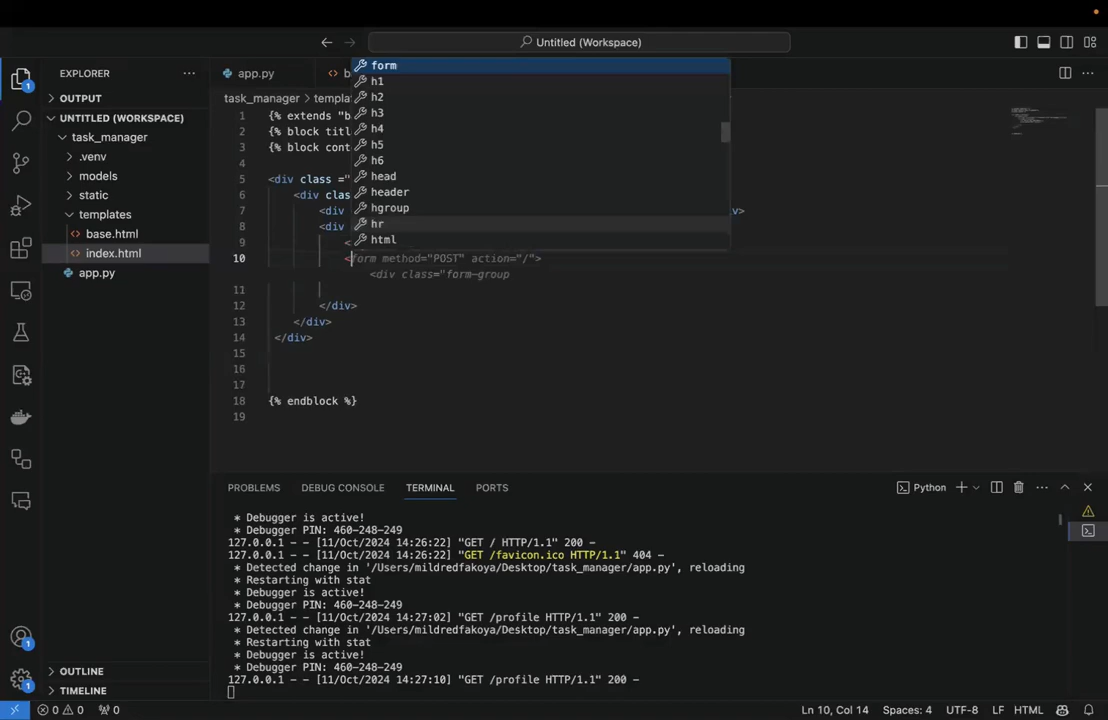 Untitled (Workspace)
EXPLORER
OUTPUT
UNTITLED (WORKSPACE)
task_manager
.venv
models
static
templates
base.html
index.html
app.py
OUTLINE
TIMELINE
1
1
1
app.py
b
task_manager > templa
form
h1
h2
h3
h4
h5
h6
head
header
hgroup
hr
html
1 {% extends "b
2 {% block titl
3 {% block cont
4
5 <div class ="
6 <div clas
7 <div v>
8 <div
9 <
10 <form method="POST" action="/">
<div class="form-group
11
12 </div>
13 </div>
14 </div>
15
16
17
18 {% endblock %}
19
PROBLEMS DEBUG CONSOLE TERMINAL PORTS
Python
* Debugger is active!
* Debugger PIN: 460-248-249
127.0.0.1 - - [11/Oct/2024 14:26:22] "GET / HTTP/1.1" 200 -
127.0.0.1 - - [11/Oct/2024 14:26:22] "GET /favicon.ico HTTP/1.1" 404 -
* Detected change in '/Users/mildredfakoya/Desktop/task_manager/app.py', reloading
* Restarting with stat
* Debugger is active!
* Debugger PIN: 460-248-249
127.0.0.1 - - [11/Oct/2024 14:27:02] "GET /profile HTTP/1.1" 200 -
* Detected change in '/Users/mildredfakoya/Desktop/task_manager/app.py', reloading
* Restarting with stat
* Debugger is active!
* Debugger PIN: 460-248-249
127.0.0.1 - - [11/Oct/2024 14:27:10] "GET /profile HTTP/1.1" 200 -
0 0 0 Ln 10, Col 14 Spaces: 4 UTF-8 LF HTML